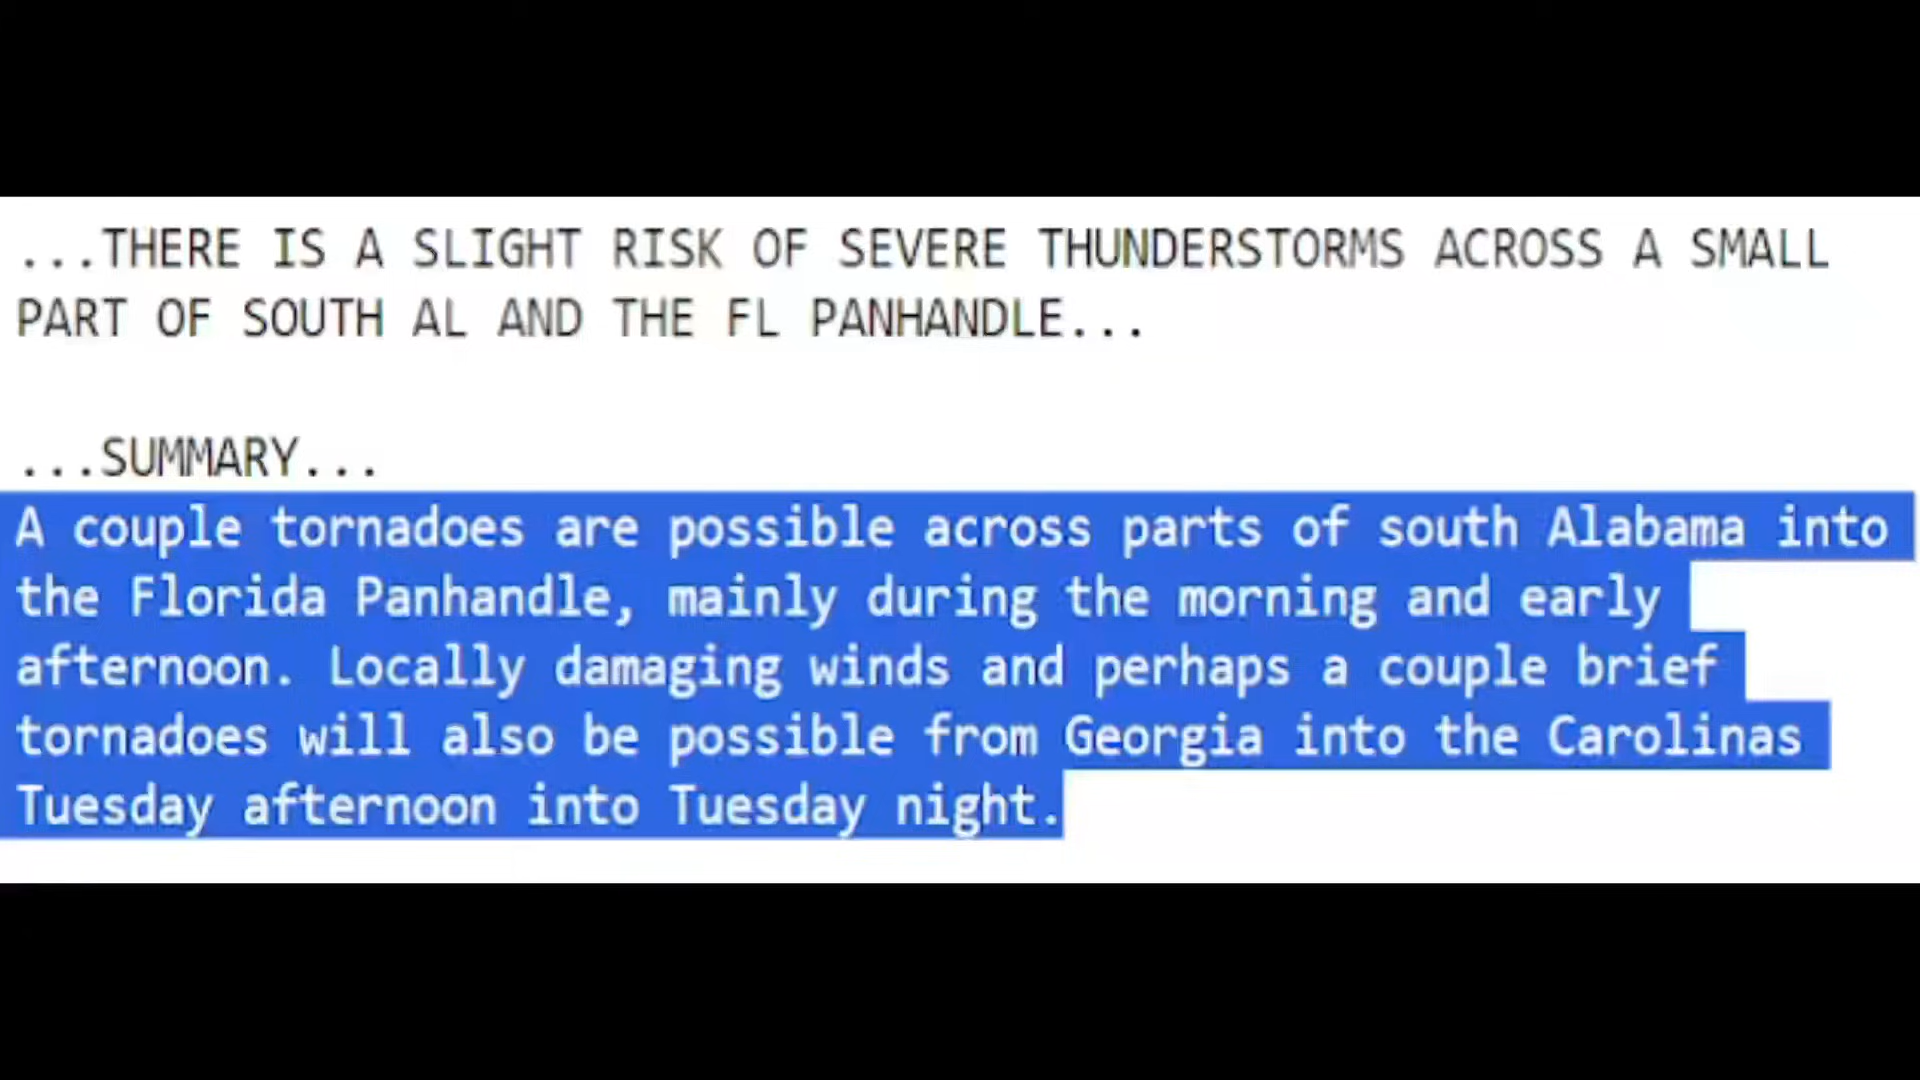 ...THERE IS A SLIGHT RISK OF SEVERE THUNDERSTORMS ACROSS A SMALL
PART OF SOUTH AL AND THE FL PANHANDLE...
...SUMMARY...
A couple tornadoes are possible across parts of south Alabama into
the Florida Panhandle, mainly during the morning and early
afternoon. Locally damaging winds and perhaps a couple brief
tornadoes will also be possible from Georgia into the Carolinas
Tuesday afternoon into Tuesday night.